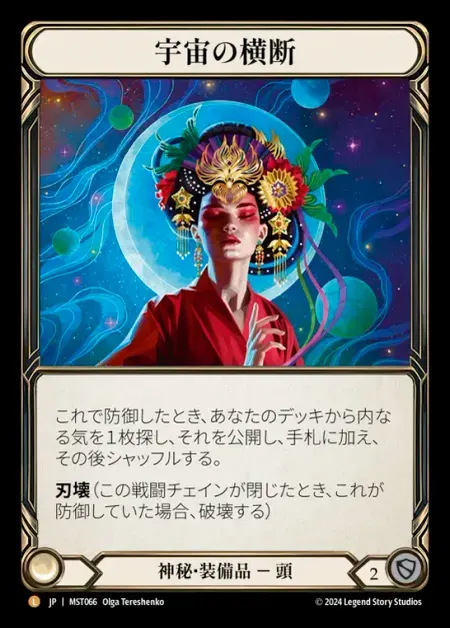 宇宙の横断
これで防御したとき、あなたのデッキから内な
る気を1枚探し、それを公開し、手札に加え、
その後シャッフルする。
刃壊（この戦闘チェインが閉じたとき、これが
防御していた場合、破壊する）
神秘・装備品 － 頭
2
L JP | MST066 Olga Tereshenko
© 2024 Legend Story Studios